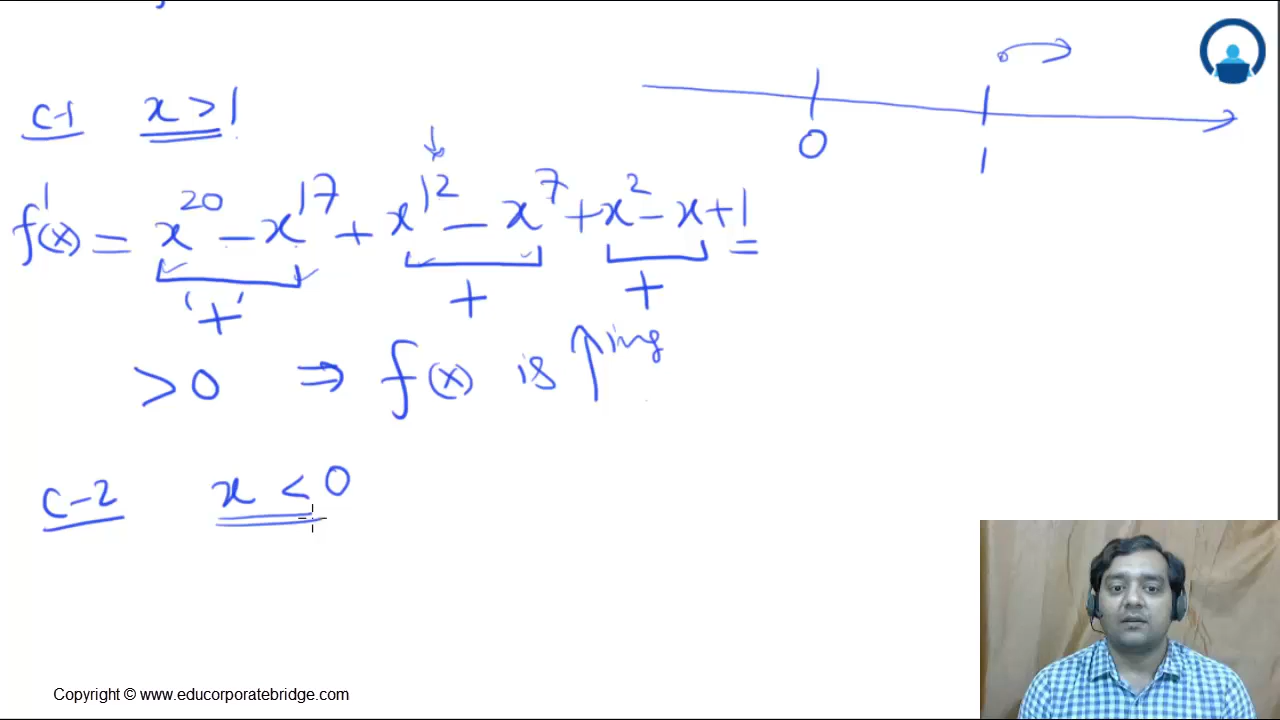 C-1 x > 1
0 1
f'(x) = x^20 - x^17 + x^12 - x^7 + x^2 - x + 1
'+' + +
> 0 ⇒ f(x) is ↑ing
C-2 x < 0
Copyright © www.educorporatebridge.com